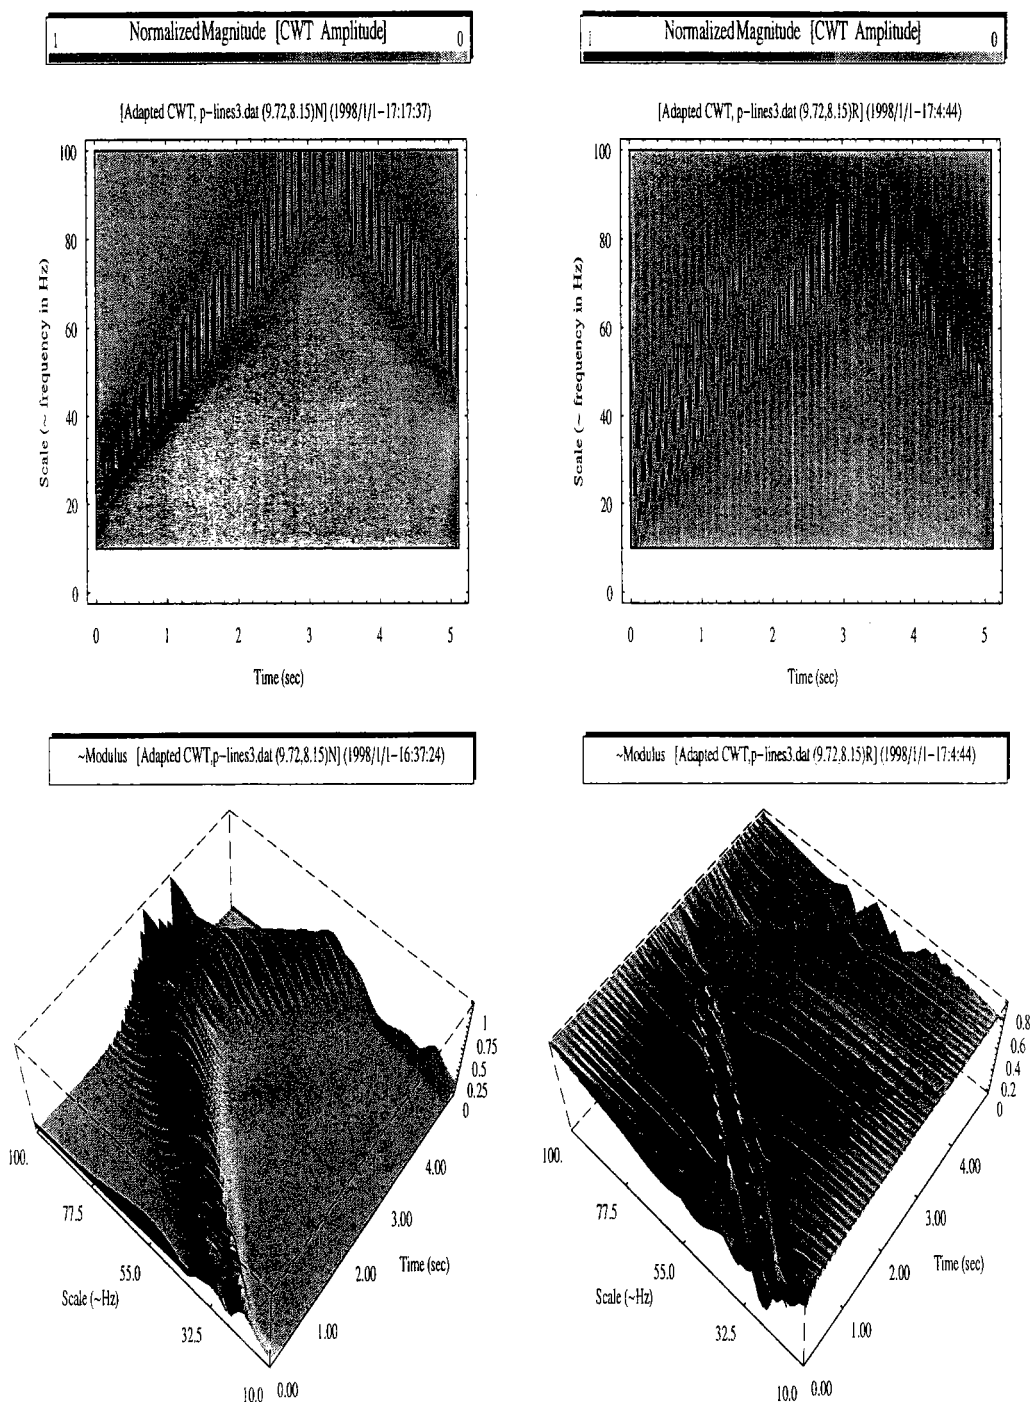 Normalized Magnitude [CWT Amplitude]
1 0
[Adapted CWT, p-lines3.dat (9.72,8.15)N] (1998/1/1-17:17:37)
100
80
60
40
20
0
Scale (~ frequency in Hz)
0 1 2 3 4 5
Time (sec)
Normalized Magnitude [CWT Amplitude]
1 0
[Adapted CWT, p-lines3.dat (9.72,8.15)R] (1998/1/1-17:4:44)
100
80
60
40
20
0
Scale (~ frequency in Hz)
0 1 2 3 4 5
Time (sec)
~Modulus [Adapted CWT,p-lines3.dat (9.72,8.15)N] (1998/1/1-16:37:24)
1
0.75
0.5
0.25
0
100.
77.5
55.0
32.5
10.0
Scale (~Hz)
0.00
1.00
2.00
3.00
4.00
Time (sec)
~Modulus [Adapted CWT,p-lines3.dat (9.72,8.15)R] (1998/1/1-17:4:44)
0.8
0.6
0.4
0.2
0
100.
77.5
55.0
32.5
10.0
Scale (~Hz)
0.00
1.00
2.00
3.00
4.00
Time (sec)